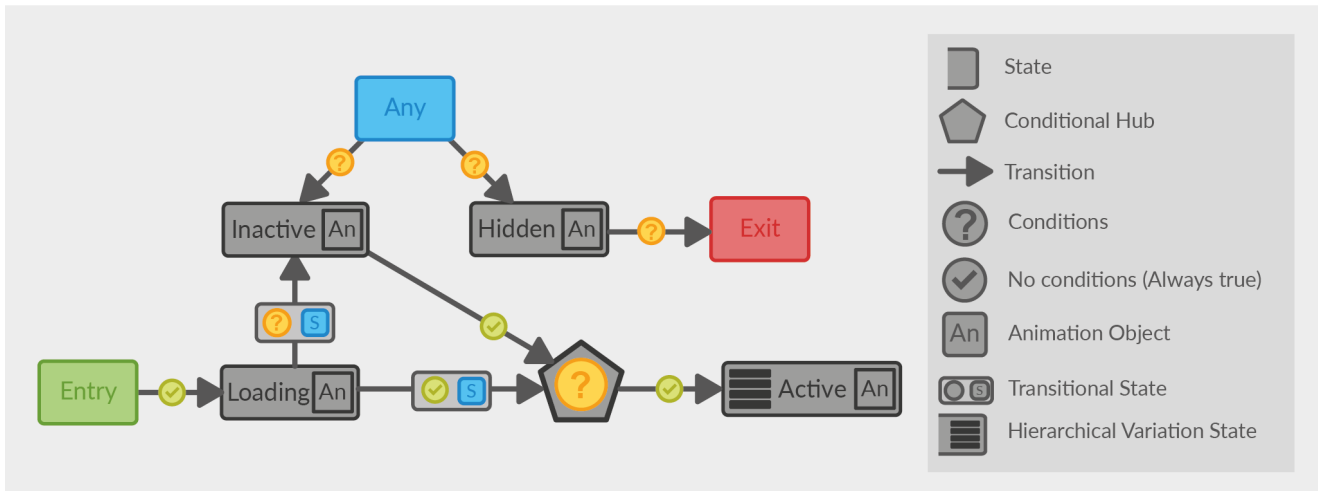 Any
?
?
Inactive An
Hidden An
?
Exit
? S
Entry
Loading An
S
?
Active An
State
Conditional Hub
Transition
? Conditions
No conditions (Always true)
An Animation Object
S Transitional State
Hierarchical Variation State